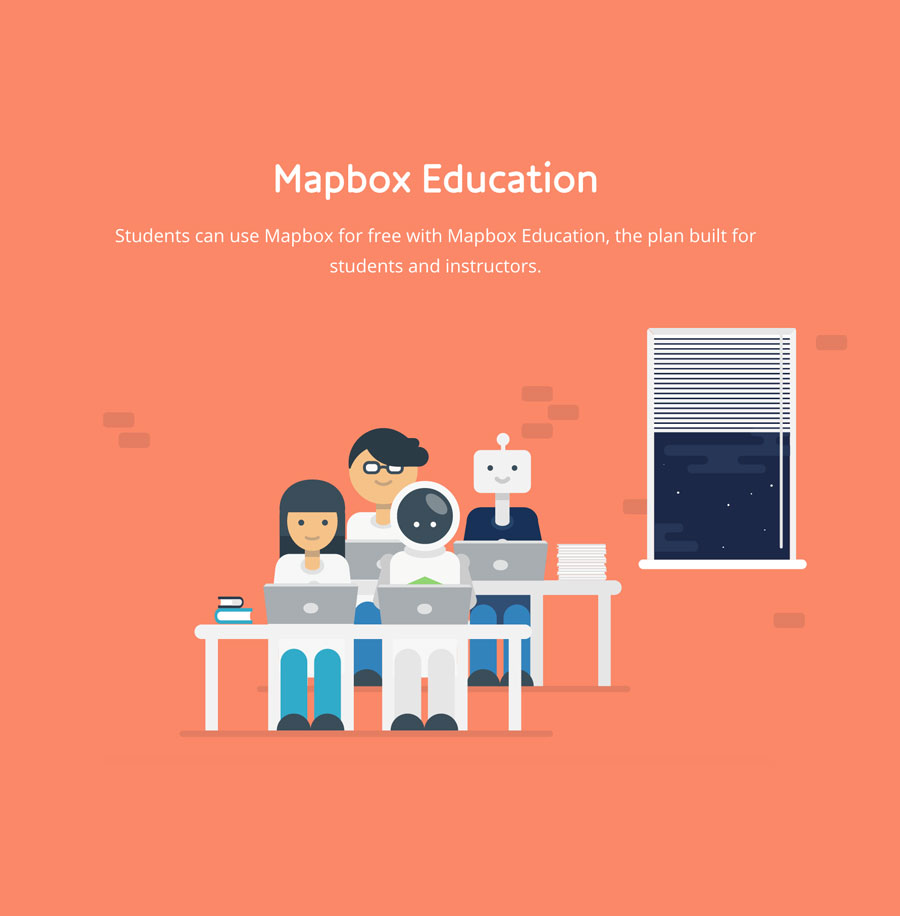 Mapbox Education
Students can use Mapbox for free with Mapbox Education, the plan built for
students and instructors.